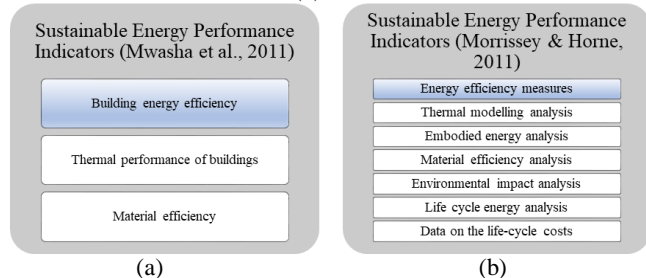 Sustainable Energy Performance
Indicators (Mwasha et al., 2011)
Building energy efficiency
Thermal performance of buildings
Material efficiency
(a)
Sustainable Energy Performance
Indicators (Morrissey & Horne,
2011)
Energy efficiency measures
Thermal modelling analysis
Embodied energy analysis
Material efficiency analysis
Environmental impact analysis
Life cycle energy analysis
Data on the life-cycle costs
(b)